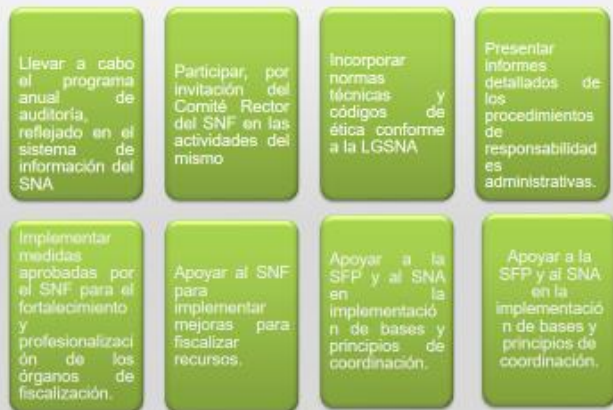 Llevar a cabo
el programa
anual de
auditoría,
reflejado en el
sistema de
información del
SNA
Participar, por
invitación del
Comité Rector
del SNF en las
actividades del
mismo
Incorporar
normas
técnicas y
códigos de
ética conforme
a la LGSNA
Presentar
informes
detallados de
los
procedimientos
de
responsabilidad
es
administrativas.
Implementar
medidas
aprobadas por
el SNF para el
fortalecimiento
y
profesionalizaci
ón de los
órganos de
fiscalización.
Apoyar al SNF
para
implementar
mejoras para
fiscalizar
recursos.
Apoyar a la
SFP y al SNA
en la
implementació
n de bases y
principios de
coordinación.
Apoyar a la
SFP y al SNA
en la
implementació
n de bases y
principios de
coordinación.